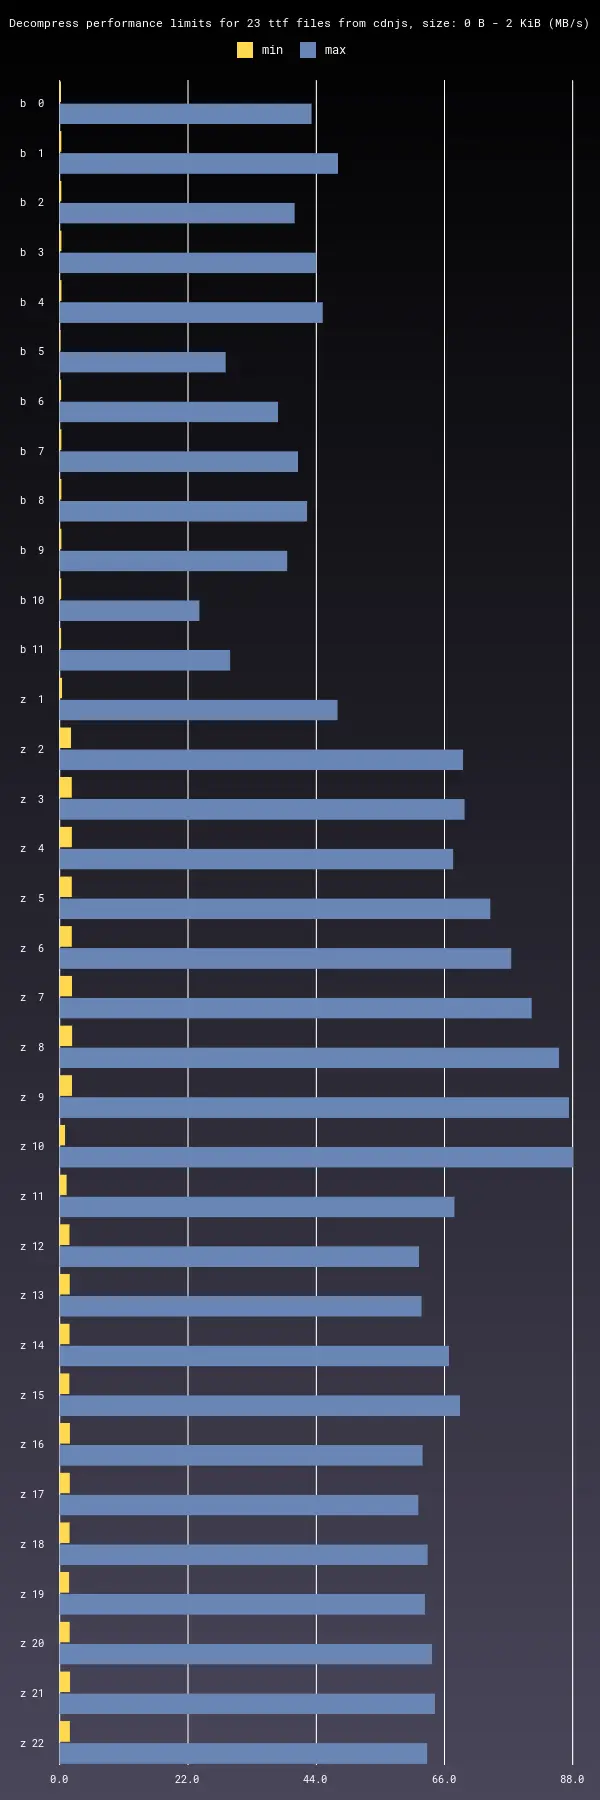 Decompress performance limits for 23 ttf files from cdnjs, size: 0 B - 2 KiB (MB/s)
min max
b 0
b 1
b 2
b 3
b 4
b 5
b 6
b 7
b 8
b 9
b 10
b 11
z 1
z 2
z 3
z 4
z 5
z 6
z 7
z 8
z 9
z 10
z 11
z 12
z 13
z 14
z 15
z 16
z 17
z 18
z 19
z 20
z 21
z 22
0.0 22.0 44.0 66.0 88.0